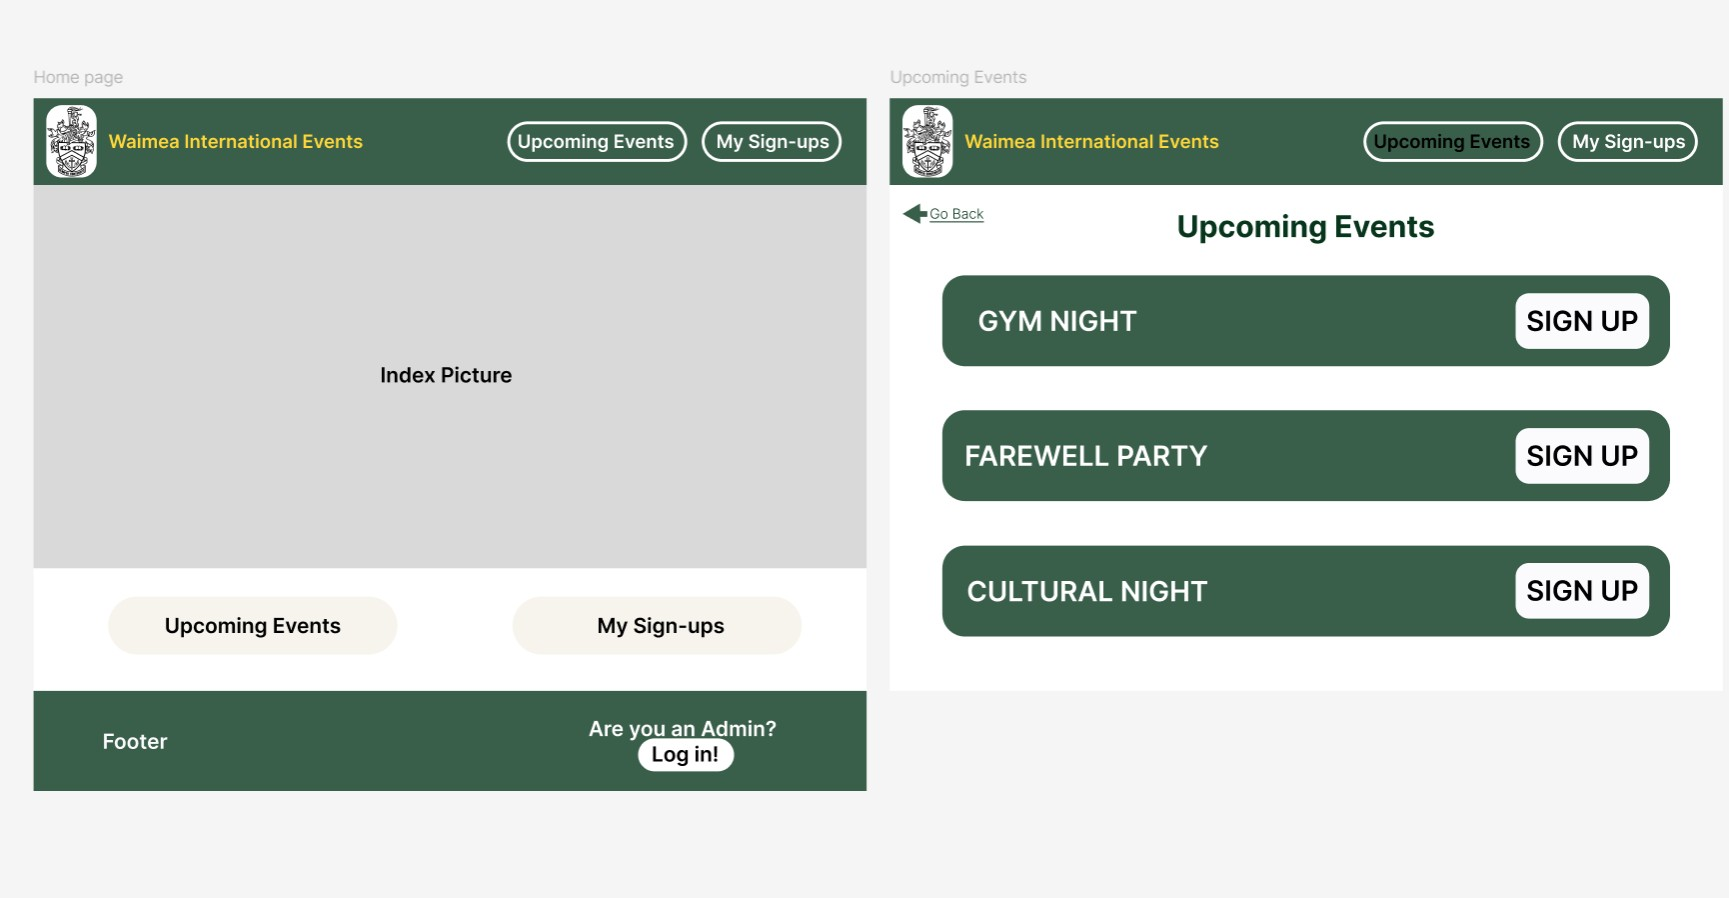 Home page
Waimea International Events
Upcoming Events
My Sign-ups
Index Picture
Upcoming Events
My Sign-ups
Footer
Are you an Admin?
Log in!
Upcoming Events
Waimea International Events
Upcoming Events
My Sign-ups
Go Back
Upcoming Events
GYM NIGHT
SIGN UP
FAREWELL PARTY
SIGN UP
CULTURAL NIGHT
SIGN UP